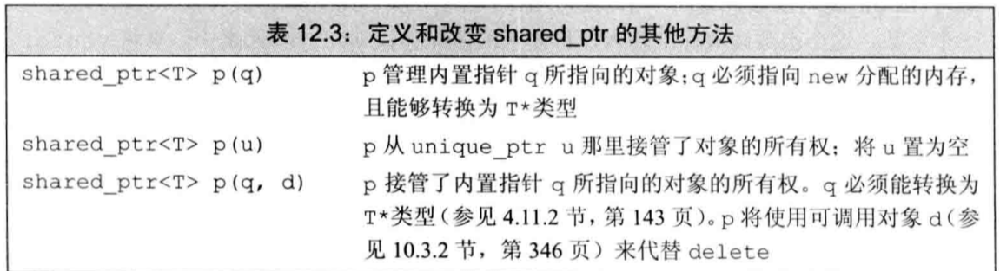 表 12.3：定义和改变 shared_ptr 的其他方法
shared_ptr<T> p(q) p 管理内置指针 q 所指向的对象；q 必须指向 new 分配的内存，
且能够转换为 T*类型
shared_ptr<T> p(u) p 从 unique_ptr u 那里接管了对象的所有权；将 u 置为空
shared_ptr<T> p(q, d) p 接管了内置指针 q 所指向的对象的所有权。q 必须能转换为
T*类型（参见 4.11.2 节，第 143 页）。p 将使用可调用对象 d（参
见 10.3.2 节，第 346 页）来代替 delete